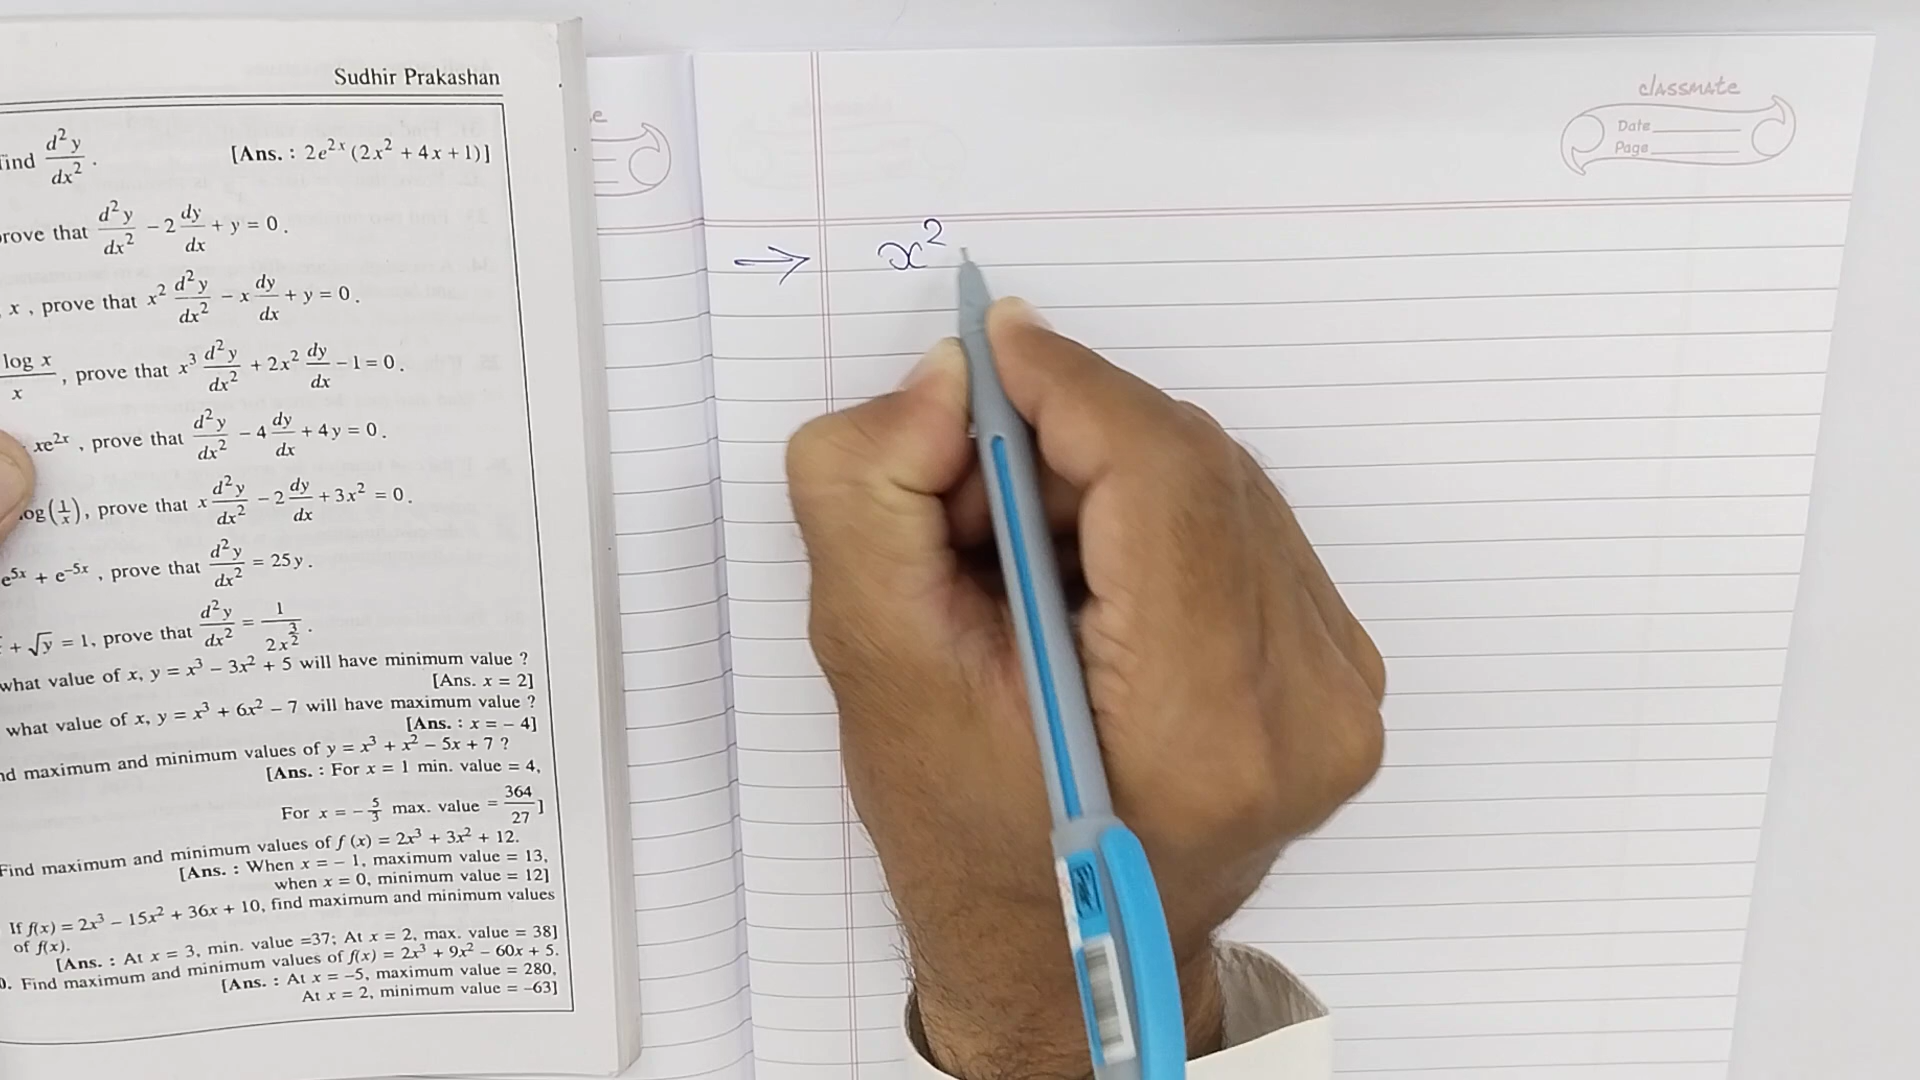 Sudhir Prakashan
find d²y/dx² . [Ans. : 2e²ˣ (2x² + 4x + 1)]
rove that d²y/dx² − 2 dy/dx + y = 0 .
x , prove that x² d²y/dx² − x dy/dx + y = 0 .
log x/x , prove that x³ d²y/dx² + 2x² dy/dx − 1 = 0 .
xe²ˣ , prove that d²y/dx² − 4 dy/dx + 4y = 0 .
og(1/x), prove that x d²y/dx² − 2 dy/dx + 3x² = 0 .
e⁵ˣ + e⁻⁵ˣ , prove that d²y/dx² = 25y .
+ √y = 1, prove that d²y/dx² = 1/2x^(3/2) .
what value of x, y = x³ − 3x² + 5 will have minimum value ?
[Ans. x = 2]
what value of x, y = x³ + 6x² − 7 will have maximum value ?
[Ans. : x = − 4]
nd maximum and minimum values of y = x³ + x² − 5x + 7 ?
[Ans. : For x = 1 min. value = 4,
For x = − 5/3 max. value = 364/27 ]
Find maximum and minimum values of f (x) = 2x³ + 3x² + 12.
[Ans. : When x = − 1, maximum value = 13,
when x = 0, minimum value = 12]
If f(x) = 2x³ − 15x² + 36x + 10, find maximum and minimum values
of f(x).
[Ans. : At x = 3, min. value =37; At x = 2, max. value = 38]
0. Find maximum and minimum values of f(x) = 2x³ + 9x² − 60x + 5.
[Ans. : At x = −5, maximum value = 280,
At x = 2, minimum value = −63]
e
classmate
Date
Page
→ x²